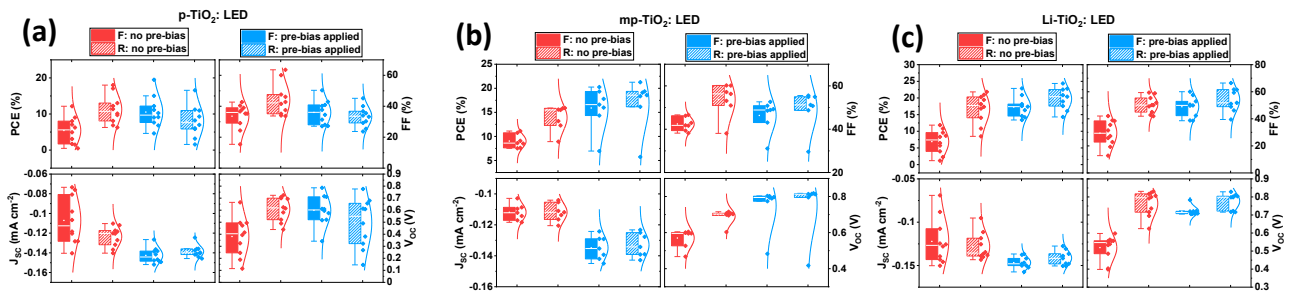 (a)
p-TiO₂: LED
F: no pre-bias
R: no pre-bias
F: pre-bias applied
R: pre-bias applied
PCE (%)
20
10
0
FF (%)
60
40
20
0
J_SC (mA cm⁻²)
-0.06
-0.08
-0.10
-0.12
-0.14
-0.16
V_OC (V)
0.9
0.8
0.7
0.6
0.5
0.4
0.3
0.2
0.1
0
(b)
mp-TiO₂: LED
F: no pre-bias
R: no pre-bias
F: pre-bias applied
R: pre-bias applied
PCE (%)
25
20
15
10
5
FF (%)
60
40
20
J_SC (mA cm⁻²)
-0.1
-0.12
-0.14
-0.16
V_OC (V)
0.8
0.6
0.4
(c)
Li-TiO₂: LED
F: no pre-bias
R: no pre-bias
F: pre-bias applied
R: pre-bias applied
PCE (%)
30
25
20
15
10
5
0
FF (%)
80
60
40
20
0
J_SC (mA cm⁻²)
-0.05
-0.10
-0.15
V_OC (V)
0.9
0.8
0.7
0.6
0.5
0.4
0.3